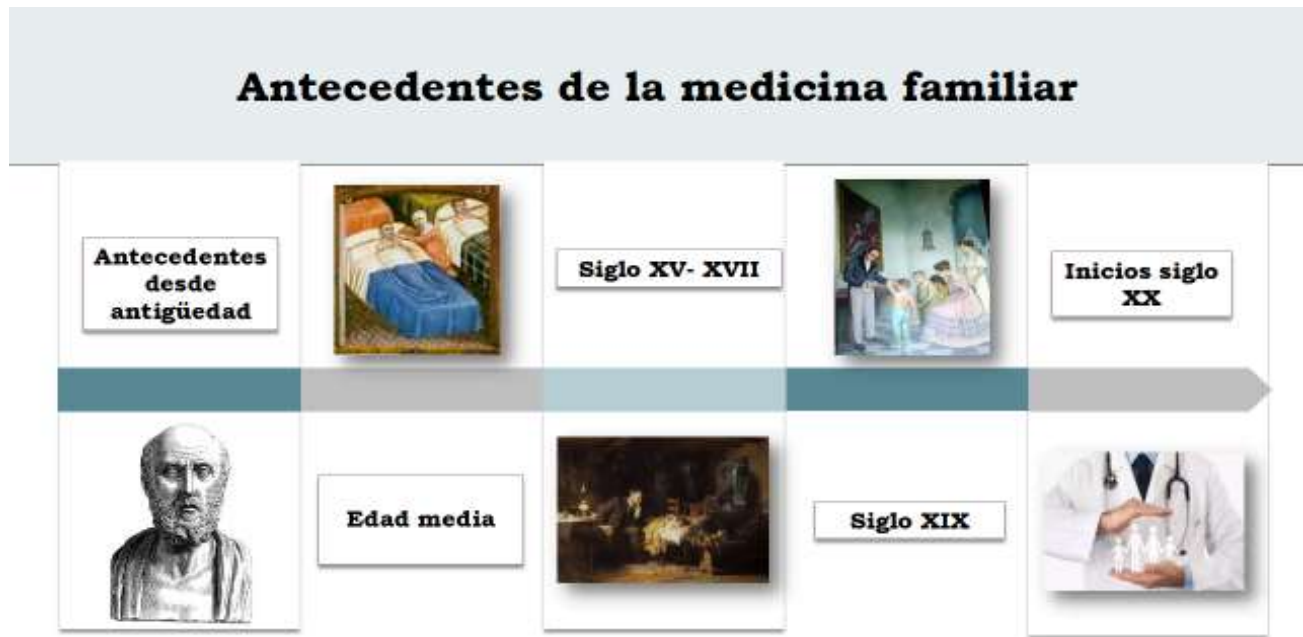 Antecedentes de la medicina familiar
Antecedentes
desde
antigüedad
Edad media
Siglo XV- XVII
Siglo XIX
Inicios siglo
XX